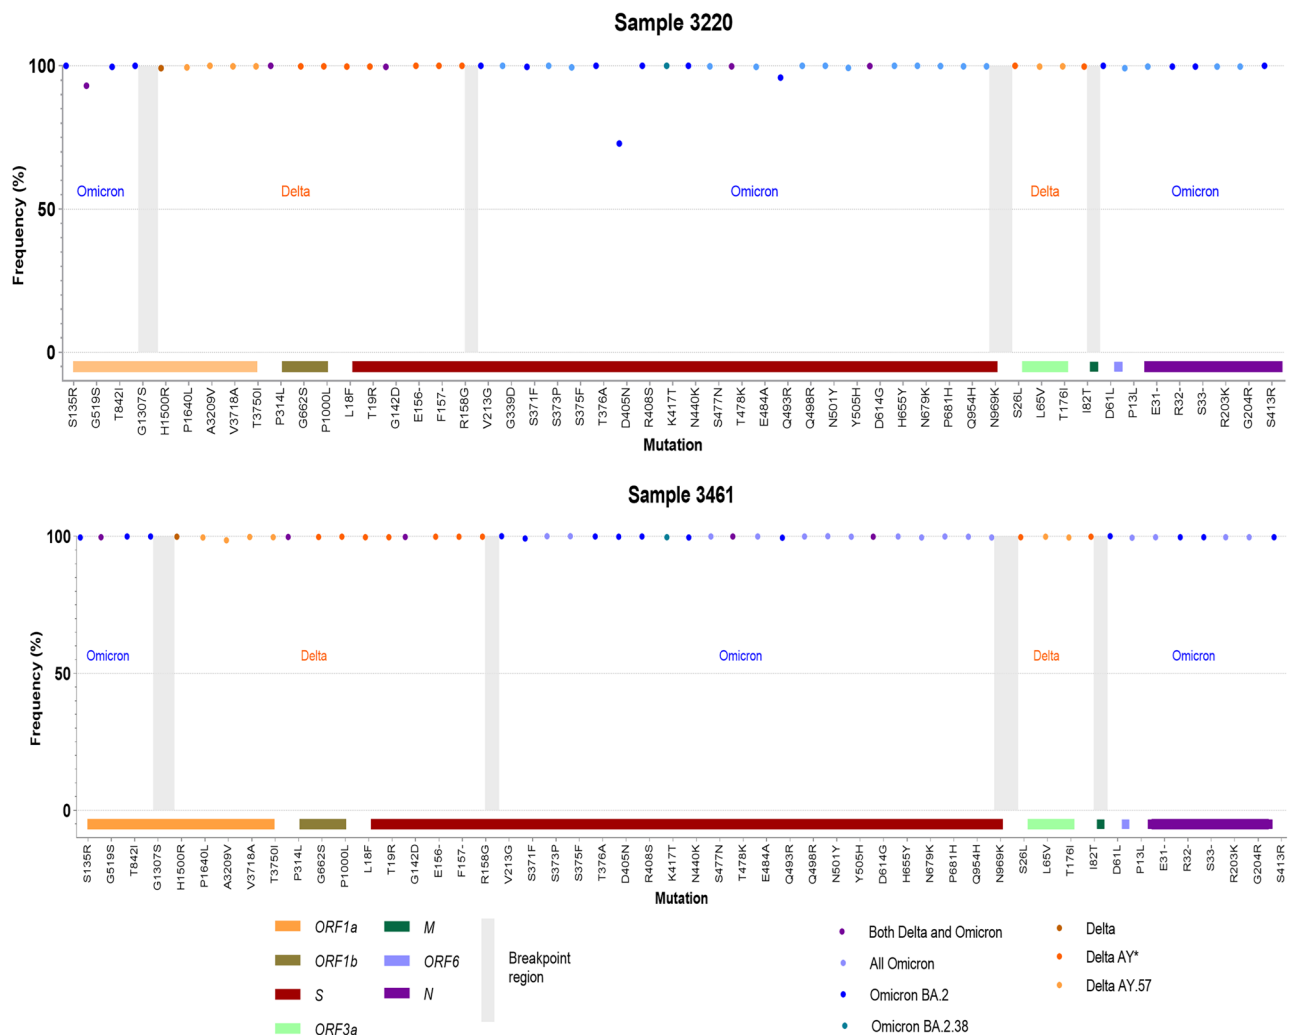 Sample 3220
Frequency (%)
100
50
0
Omicron
Delta
Omicron
Delta
Omicron
S135R
G519S
T842I
G1307S
H1500R
P1640L
A3209V
V3718A
T3750I
P314L
G662S
P1000L
L18F
T19R
G142D
E156-
F157-
R158G
V213G
G339D
S371F
S373P
S375F
T376A
D405N
R408S
K417T
N440K
S477N
T478K
E484A
Q493R
Q498R
N501Y
Y505H
D614G
H655Y
N679K
P681H
Q954H
N969K
S26L
L65V
T176I
I82T
D61L
P13L
E31-
R32-
S33-
R203K
G204R
S413R
Mutation
Sample 3461
Frequency (%)
100
50
0
Omicron
Delta
Omicron
Delta
Omicron
S135R
G519S
T842I
G1307S
H1500R
P1640L
A3209V
V3718A
T3750I
P314L
G662S
P1000L
L18F
T19R
G142D
E156-
F157-
R158G
V213G
S371F
S373P
S375F
T376A
D405N
R408S
K417T
N440K
S477N
T478K
E484A
Q493R
Q498R
N501Y
Y505H
D614G
H655Y
N679K
P681H
Q954H
N969K
S26L
L65V
T176I
I82T
D61L
P13L
E31-
R32-
S33-
R203K
G204R
S413R
Mutation
ORF1a
ORF1b
S
ORF3a
M
ORF6
N
Breakpoint
region
Both Delta and Omicron
All Omicron
Omicron BA.2
Omicron BA.2.38
Delta
Delta AY*
Delta AY.57